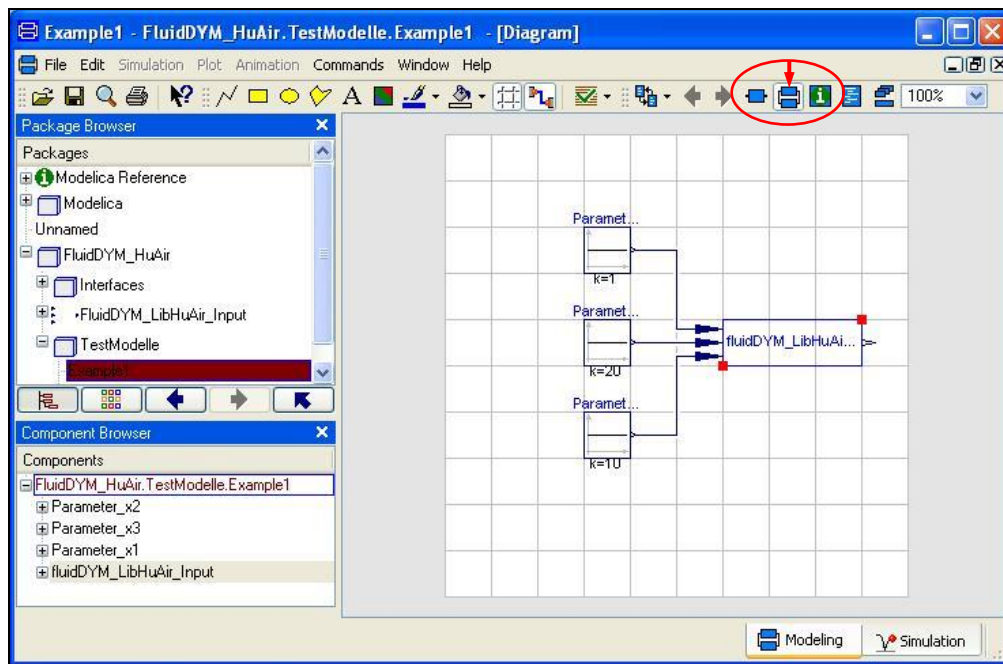 Example1 - FluidDYM_HuAir.TestModelle.Example1 - [Diagram]
File Edit Simulation Plot Animation Commands Window Help
A 100%
Package Browser
Packages
Modelica Reference
Modelica
Unnamed
FluidDYM_HuAir
Interfaces
FluidDYM_LibHuAir_Input
TestModelle
Example1
Component Browser
Components
FluidDYM_HuAir.TestModelle.Example1
Parameter_x2
Parameter_x3
Parameter_x1
fluidDYM_LibHuAir_Input
Paramet...
k=1
Paramet...
k=20
Paramet...
k=10
fluidDYM_LibHuAi...
Modeling Simulation